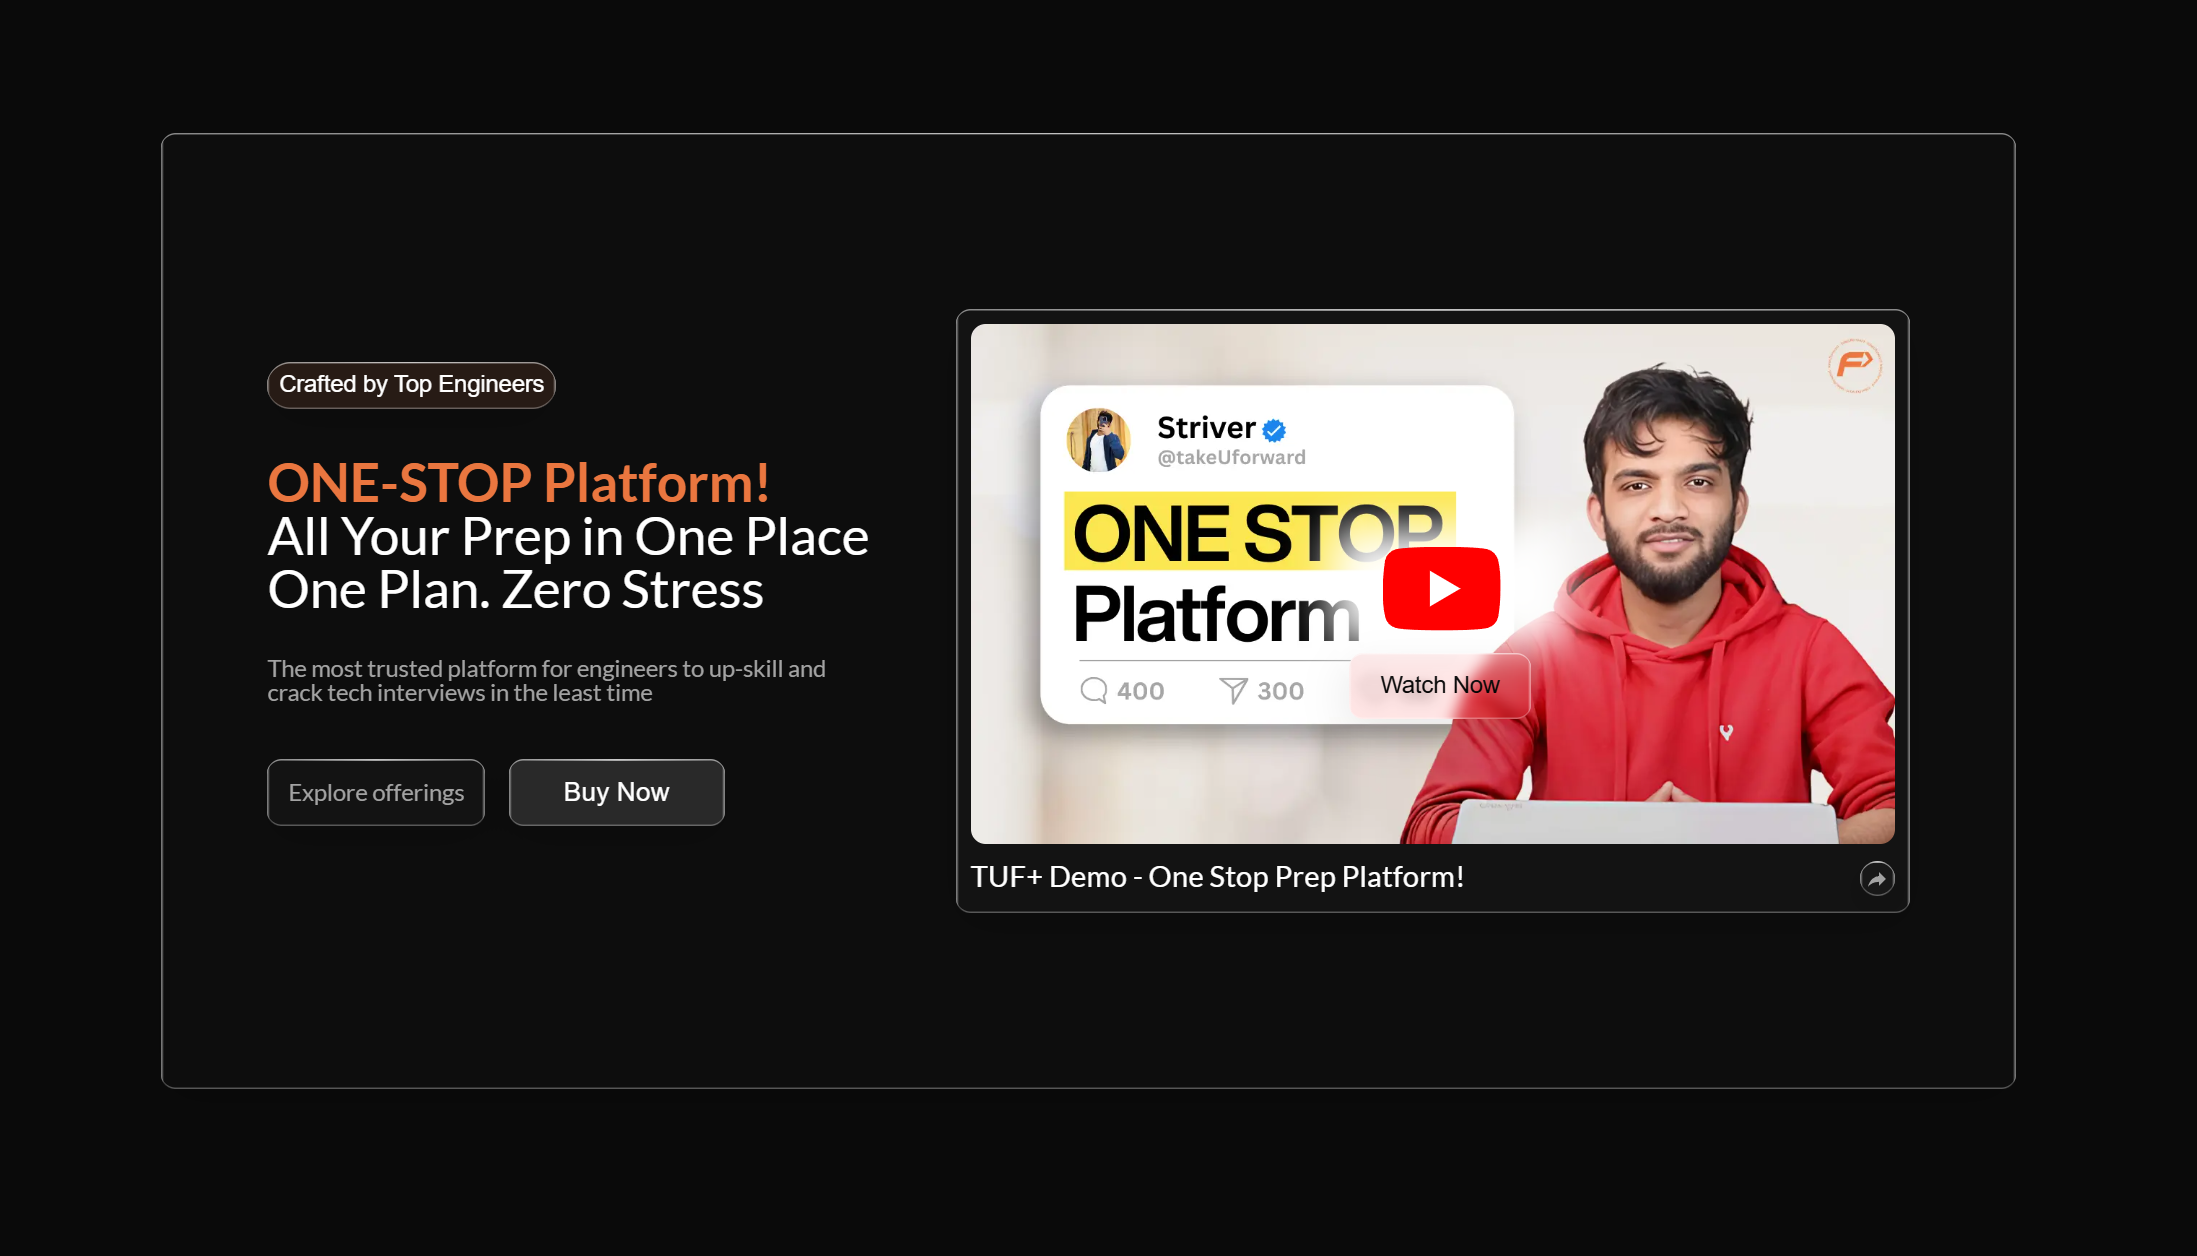 Crafted by Top Engineers
ONE-STOP Platform!
All Your Prep in One Place
One Plan. Zero Stress
The most trusted platform for engineers to up-skill and
crack tech interviews in the least time
Explore offerings
Buy Now
Striver
@takeUforward
ONE STOP
Platform
400
300
Watch Now
TUF+ Demo - One Stop Prep Platform!